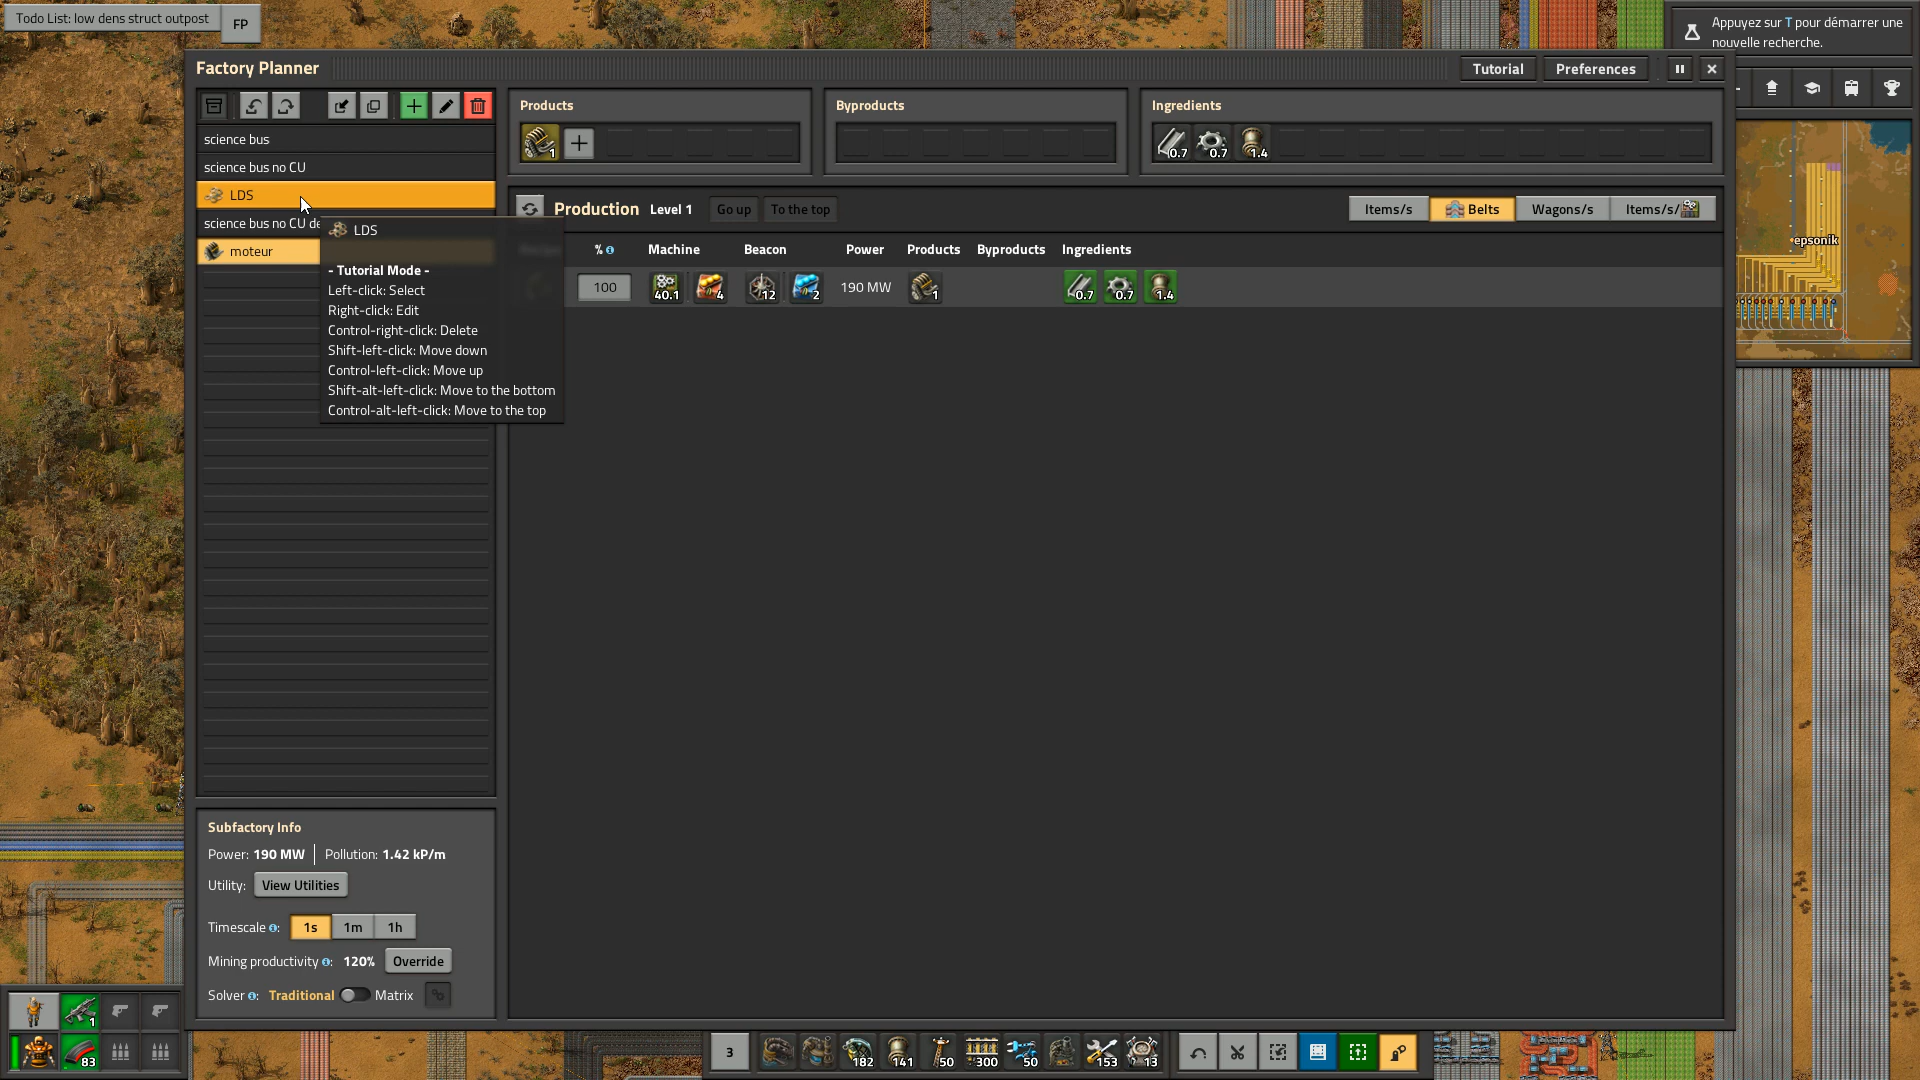 Todo List: low dens struct outpost
FP
Appuyez sur T pour démarrer une
nouvelle recherche.
Factory Planner
Tutorial
Preferences
Products
Byproducts
Ingredients
1
0.7
0.7
1.4
science bus
science bus no CU
LDS
science bus no CU de
moteur
LDS
- Tutorial Mode -
Left-click: Select
Right-click: Edit
Control-right-click: Delete
Shift-left-click: Move down
Control-left-click: Move up
Shift-alt-left-click: Move to the bottom
Control-alt-left-click: Move to the top
Production
Level 1
Go up
To the top
Items/s
Belts
Wagons/s
Items/s/
%
Machine
Beacon
Power
Products
Byproducts
Ingredients
100
40.1
4
12
2
190 MW
1
0.7
0.7
1.4
epsonik
Subfactory Info
Power: 190 MW
Pollution: 1.42 kP/m
Utility:
View Utilities
Timescale
:
1s
1m
1h
Mining productivity
:
120%
Override
Solver
:
Traditional
Matrix
1
83
3
182
141
50
300
50
153
13